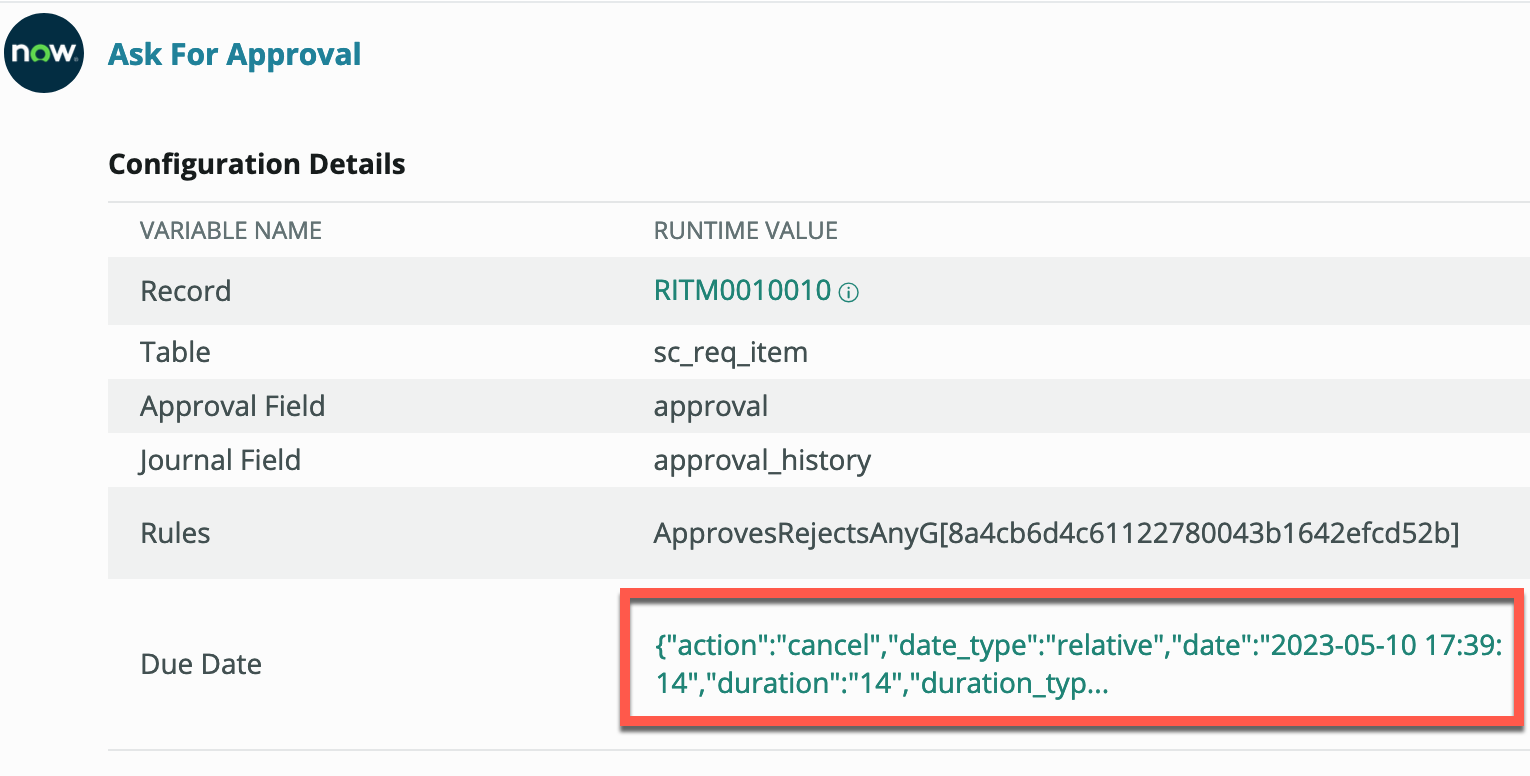 now.
Ask For Approval
Configuration Details
VARIABLE NAME RUNTIME VALUE
Record RITM0010010
Table sc_req_item
Approval Field approval
Journal Field approval_history
Rules ApprovesRejectsAnyG[8a4cb6d4c61122780043b1642efcd52b]
Due Date {"action":"cancel","date_type":"relative","date":"2023-05-10 17:39:
14","duration":"14","duration_typ...